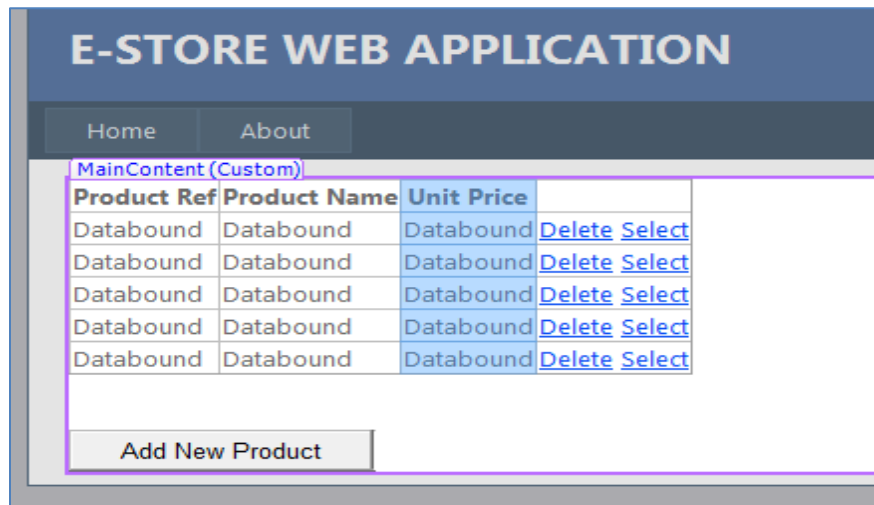 E-STORE WEB APPLICATION
Home About
MainContent (Custom)
Product Ref Product Name Unit Price
Databound Databound Databound Delete Select
Databound Databound Databound Delete Select
Databound Databound Databound Delete Select
Databound Databound Databound Delete Select
Databound Databound Databound Delete Select
Add New Product